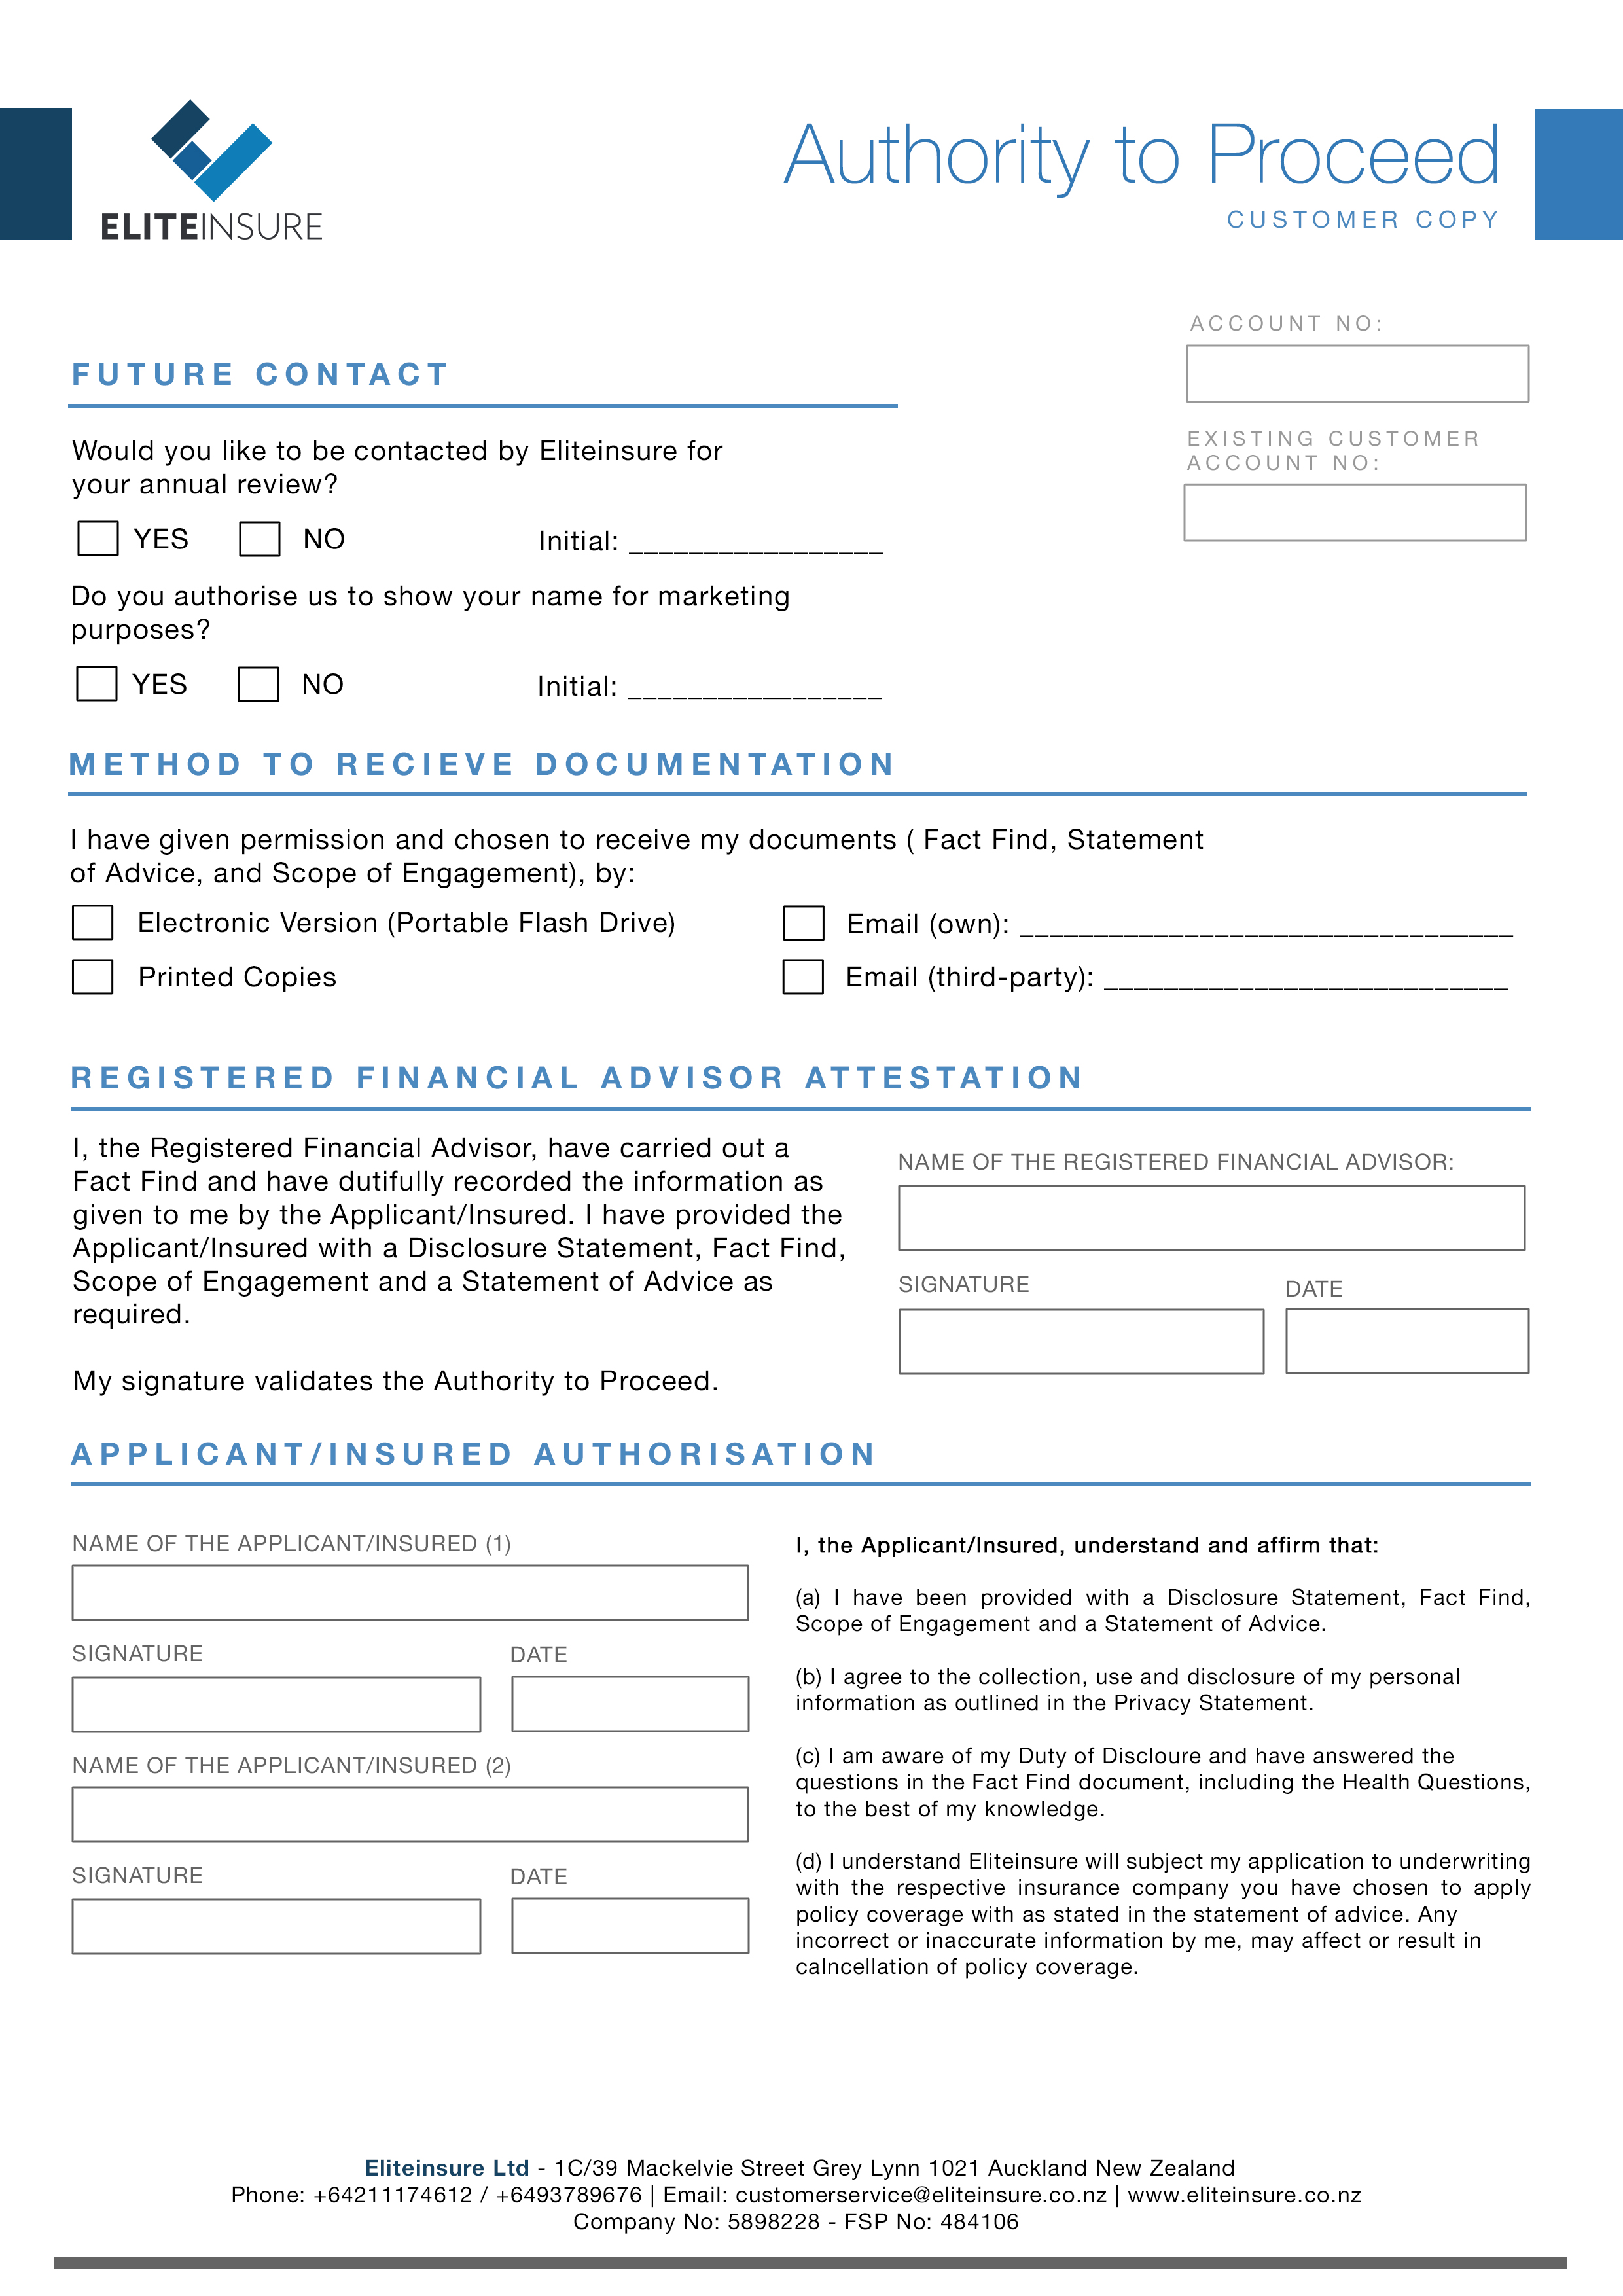 ELITEINSURE
Authority to Proceed
CUSTOMER COPY
ACCOUNT NO:
EXISTING CUSTOMER
ACCOUNT NO:
FUTURE CONTACT
Would you like to be contacted by Eliteinsure for
your annual review?
YES NO Initial: _________________
Do you authorise us to show your name for marketing
purposes?
YES NO Initial: _________________
METHOD TO RECIEVE DOCUMENTATION
I have given permission and chosen to receive my documents ( Fact Find, Statement
of Advice, and Scope of Engagement), by:
Electronic Version (Portable Flash Drive) Email (own): _________________________________
Printed Copies Email (third-party): ___________________________
REGISTERED FINANCIAL ADVISOR ATTESTATION
I, the Registered Financial Advisor, have carried out a
Fact Find and have dutifully recorded the information as
given to me by the Applicant/Insured. I have provided the
Applicant/Insured with a Disclosure Statement, Fact Find,
Scope of Engagement and a Statement of Advice as
required.
My signature validates the Authority to Proceed.
NAME OF THE REGISTERED FINANCIAL ADVISOR:
SIGNATURE DATE
APPLICANT/INSURED AUTHORISATION
NAME OF THE APPLICANT/INSURED (1)
SIGNATURE DATE
NAME OF THE APPLICANT/INSURED (2)
SIGNATURE DATE
I, the Applicant/Insured, understand and affirm that:
(a) I have been provided with a Disclosure Statement, Fact Find,
Scope of Engagement and a Statement of Advice.
(b) I agree to the collection, use and disclosure of my personal
information as outlined in the Privacy Statement.
(c) I am aware of my Duty of Discloure and have answered the
questions in the Fact Find document, including the Health Questions,
to the best of my knowledge.
(d) I understand Eliteinsure will subject my application to underwriting
with the respective insurance company you have chosen to apply
policy coverage with as stated in the statement of advice. Any
incorrect or inaccurate information by me, may affect or result in
calncellation of policy coverage.
Eliteinsure Ltd - 1C/39 Mackelvie Street Grey Lynn 1021 Auckland New Zealand
Phone: +64211174612 / +6493789676 | Email: customerservice@eliteinsure.co.nz | www.eliteinsure.co.nz
Company No: 5898228 - FSP No: 484106